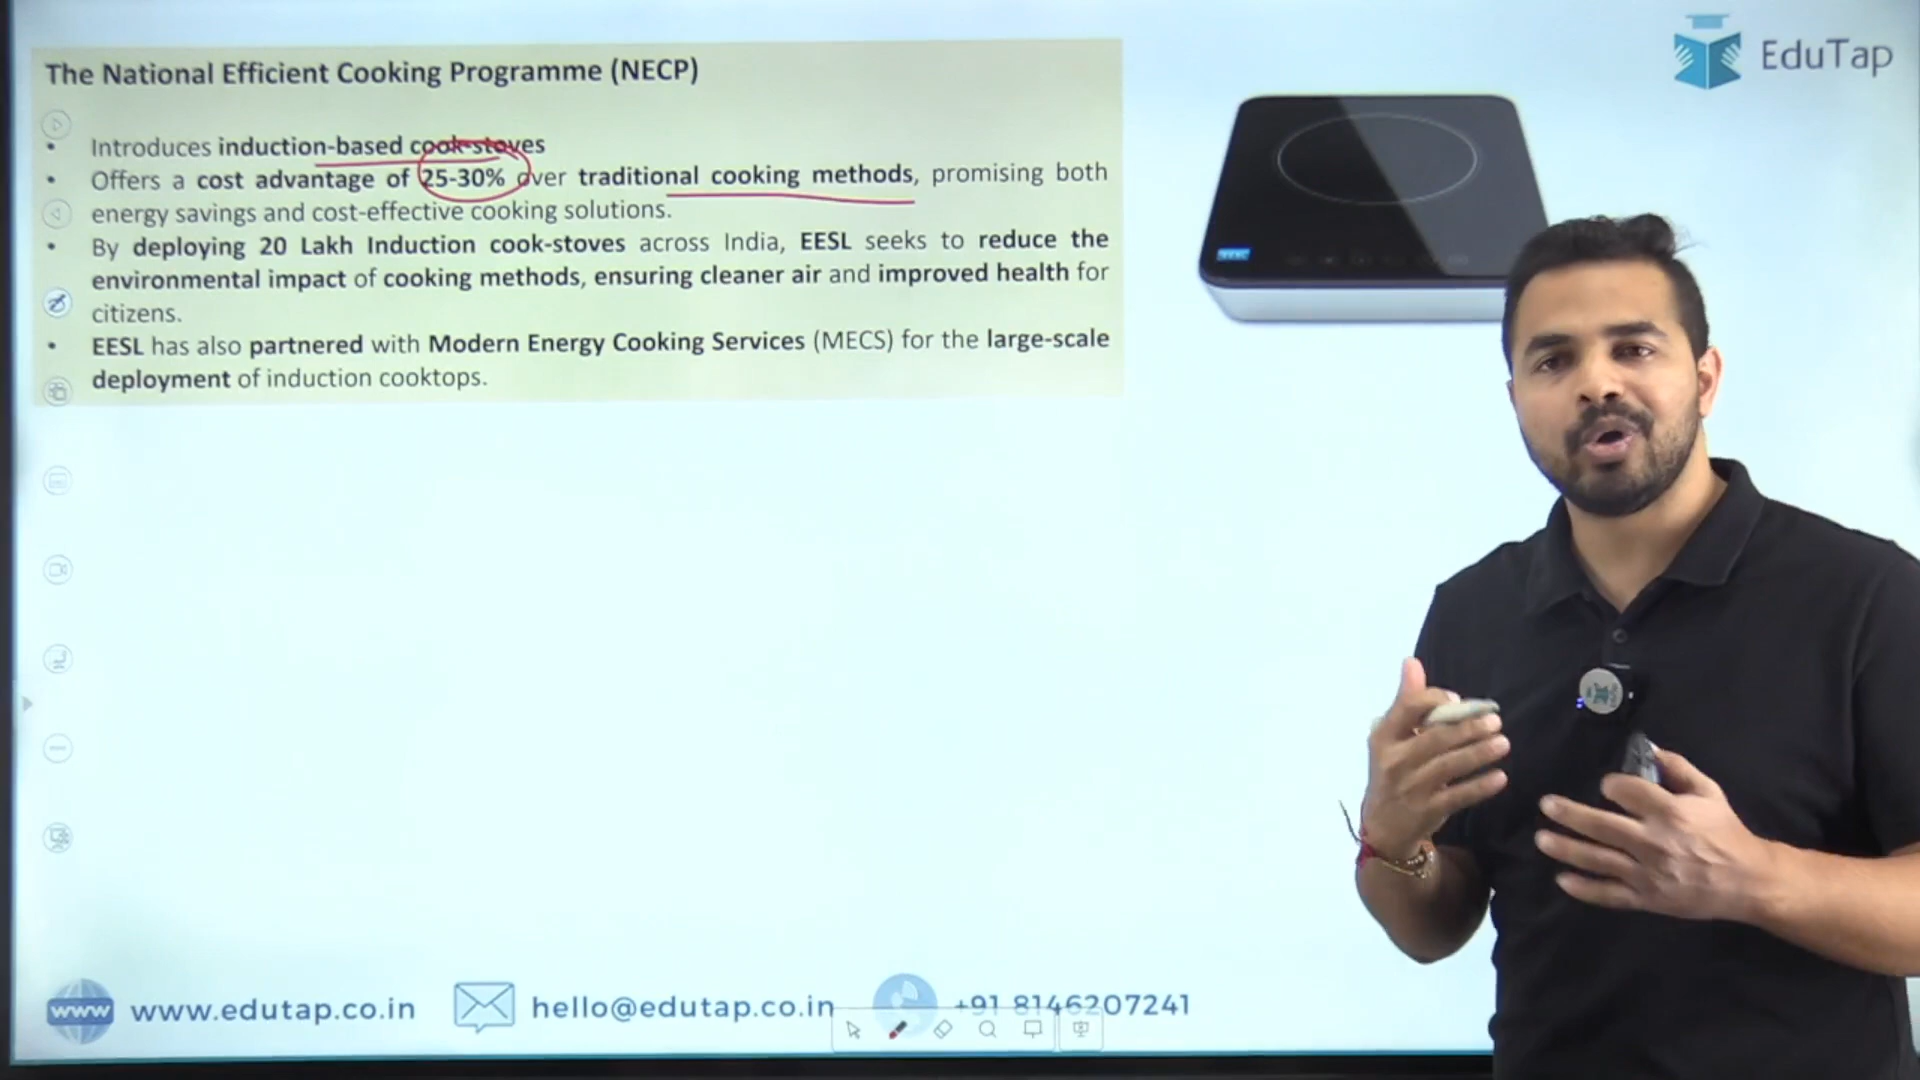 EduTap
The National Efficient Cooking Programme (NECP)
• Introduces induction-based cook-stoves
• Offers a cost advantage of 25-30% over traditional cooking methods, promising both
energy savings and cost-effective cooking solutions.
• By deploying 20 Lakh Induction cook-stoves across India, EESL seeks to reduce the
environmental impact of cooking methods, ensuring cleaner air and improved health for
citizens.
• EESL has also partnered with Modern Energy Cooking Services (MECS) for the large-scale
deployment of induction cooktops.
www www.edutap.co.in hello@edutap.co.in +91 8146207241